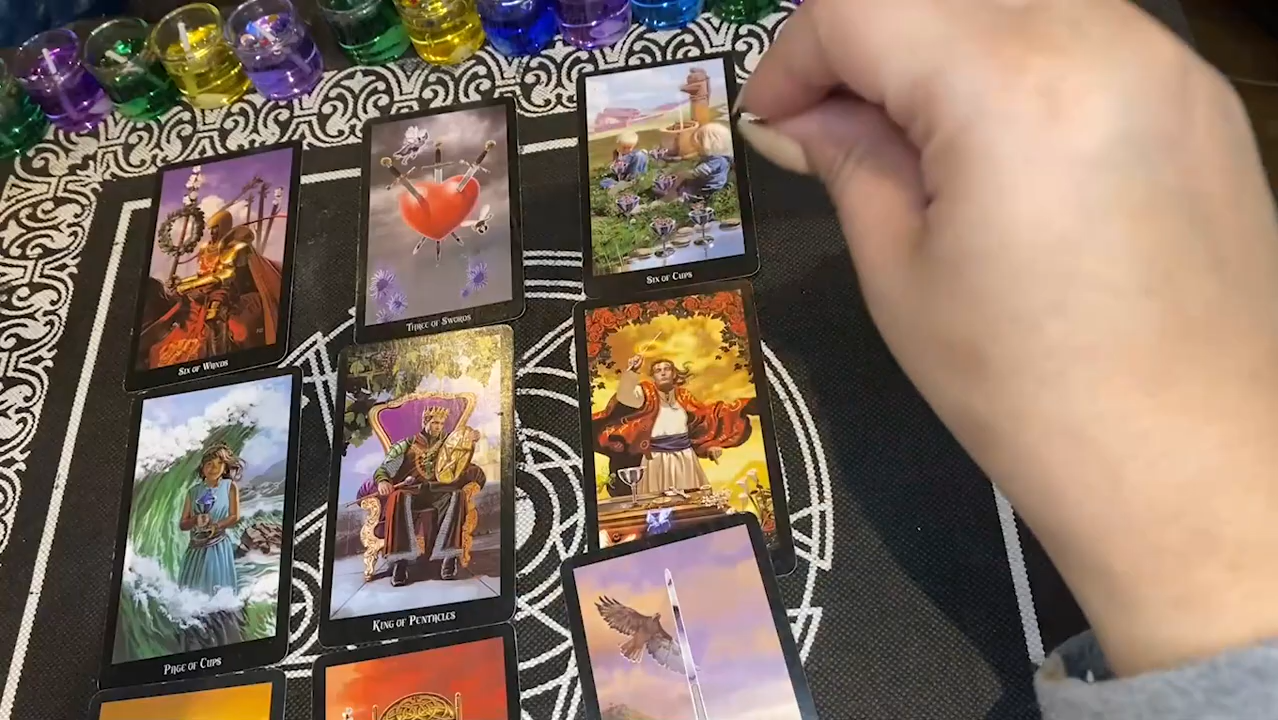 Six of Wands
Three of Swords
Six of Cups
Page of Cups
King of Pentacles